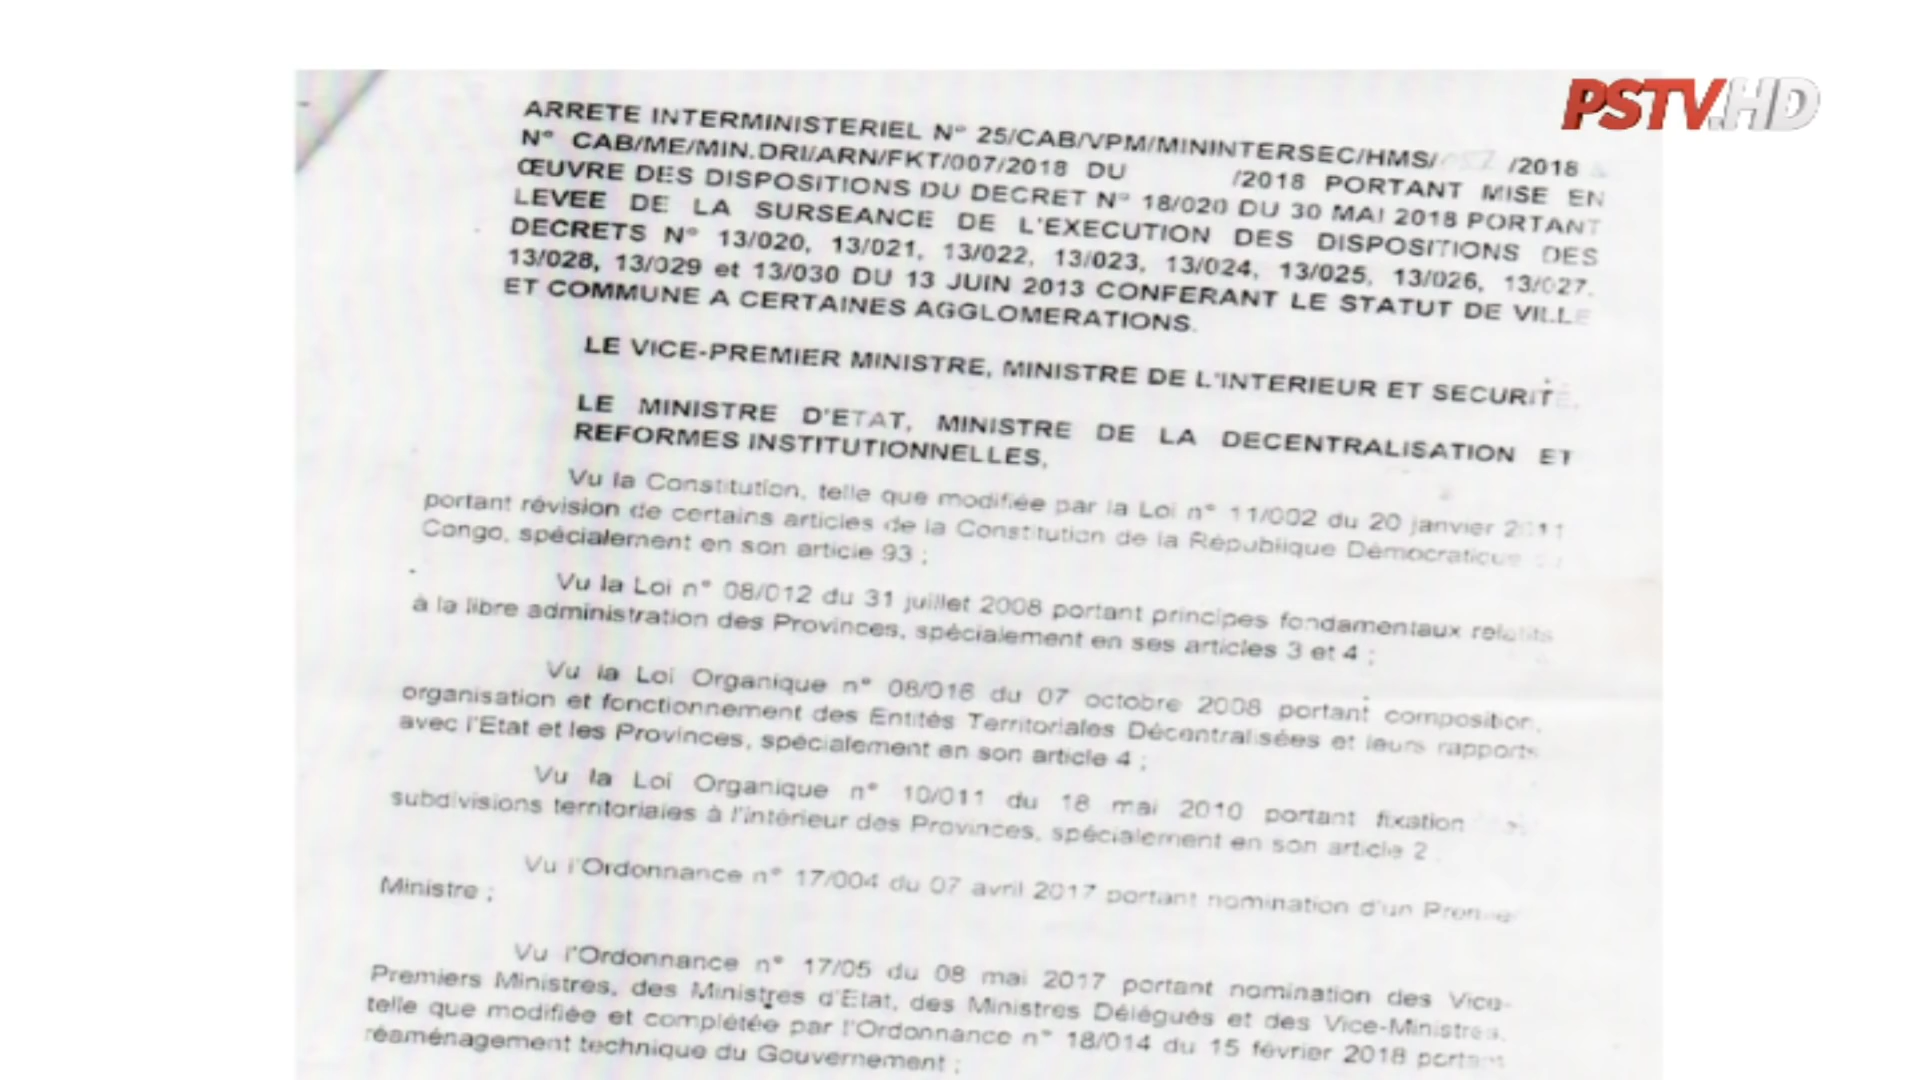 PSTV.HD
ARRETE INTERMINISTERIEL N° 25/CAB/VPM/MININTERSEC/HMS/ /2018
N° CAB/ME/MIN.DRI/ARN/FKT/007/2018 DU /2018 PORTANT MISE EN
ŒUVRE DES DISPOSITIONS DU DECRET N° 18/020 DU 30 MAI 2018 PORTANT
LEVEE DE LA SURSEANCE DE L'EXECUTION DES DISPOSITIONS DES
DECRETS N° 13/020, 13/021, 13/022, 13/023, 13/024, 13/025, 13/026, 13/027,
13/028, 13/029 et 13/030 DU 13 JUIN 2013 CONFERANT LE STATUT DE VILLE
ET COMMUNE A CERTAINES AGGLOMERATIONS.
LE VICE-PREMIER MINISTRE, MINISTRE DE L'INTERIEUR ET SECURITE,
LE MINISTRE D'ETAT, MINISTRE DE LA DECENTRALISATION ET
REFORMES INSTITUTIONNELLES,
Vu la Constitution, telle que modifiée par la Loi n° 11/002 du 20 janvier 2011
portant révision de certains articles de la Constitution de la République Démocratique du
Congo, spécialement en son article 93 ;
Vu la Loi n° 08/012 du 31 juillet 2008 portant principes fondamentaux relatifs
à la libre administration des Provinces, spécialement en ses articles 3 et 4 ;
Vu la Loi Organique n° 08/016 du 07 octobre 2008 portant composition,
organisation et fonctionnement des Entités Territoriales Décentralisées et leurs rapports
avec l'Etat et les Provinces, spécialement en son article 4 ;
Vu la Loi Organique n° 10/011 du 18 mai 2010 portant fixation
subdivisions territoriales à l'intérieur des Provinces, spécialement en son article 2
Vu l'Ordonnance n° 17/004 du 07 avril 2017 portant nomination d'un Premier
Ministre ;
Vu l'Ordonnance n° 17/05 du 08 mai 2017 portant nomination des Vice-
Premiers Ministres, des Ministres d'Etat, des Ministres Délégués et des Vice-Ministres,
telle que modifiée et complétée par l'Ordonnance n° 18/014 du 15 février 2018 portant
réaménagement technique du Gouvernement ;